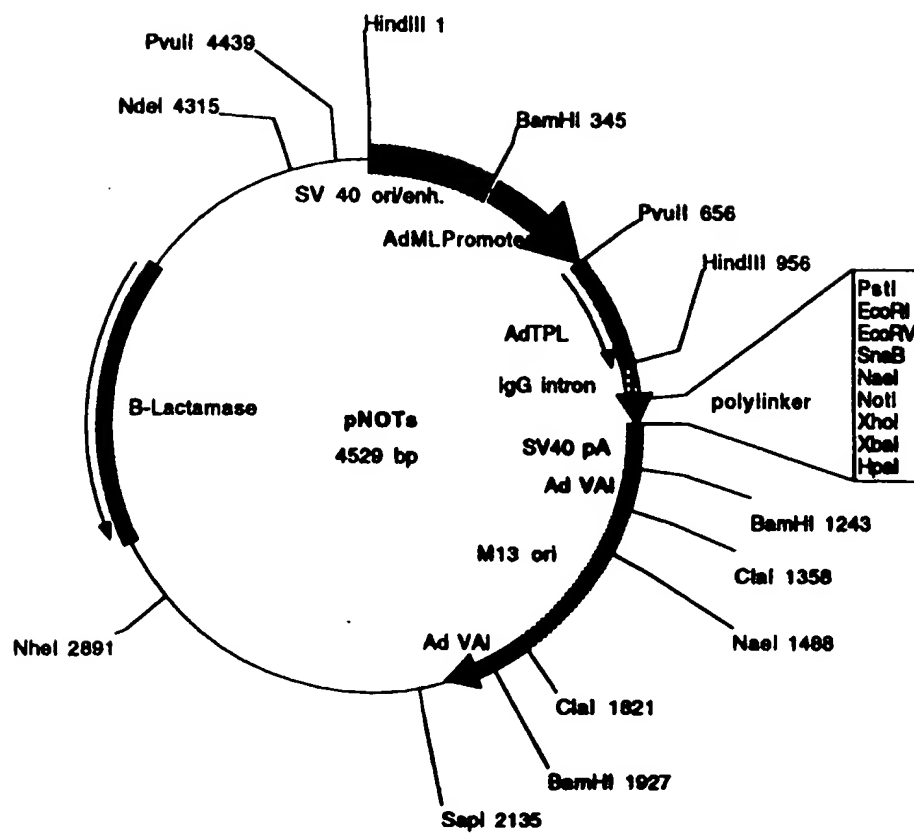 HindIII 1
PvuII 4439
NdeI 4315
BamHI 345
SV 40 ori/enh.
AdMLPromoter
PvuII 656
HindIII 956
PstI
EcoRI
EcoRV
SnaB
NaeI
NotI
XhoI
XbaI
HpaI
AdTPL
IgG intron
polylinker
B-Lactamase
pNOTs
4529 bp
SV40 pA
Ad VAI
BamHI 1243
M13 ori
ClaI 1358
NaeI 1488
NheI 2891
Ad VAI
ClaI 1821
BamHI 1927
SapI 2135